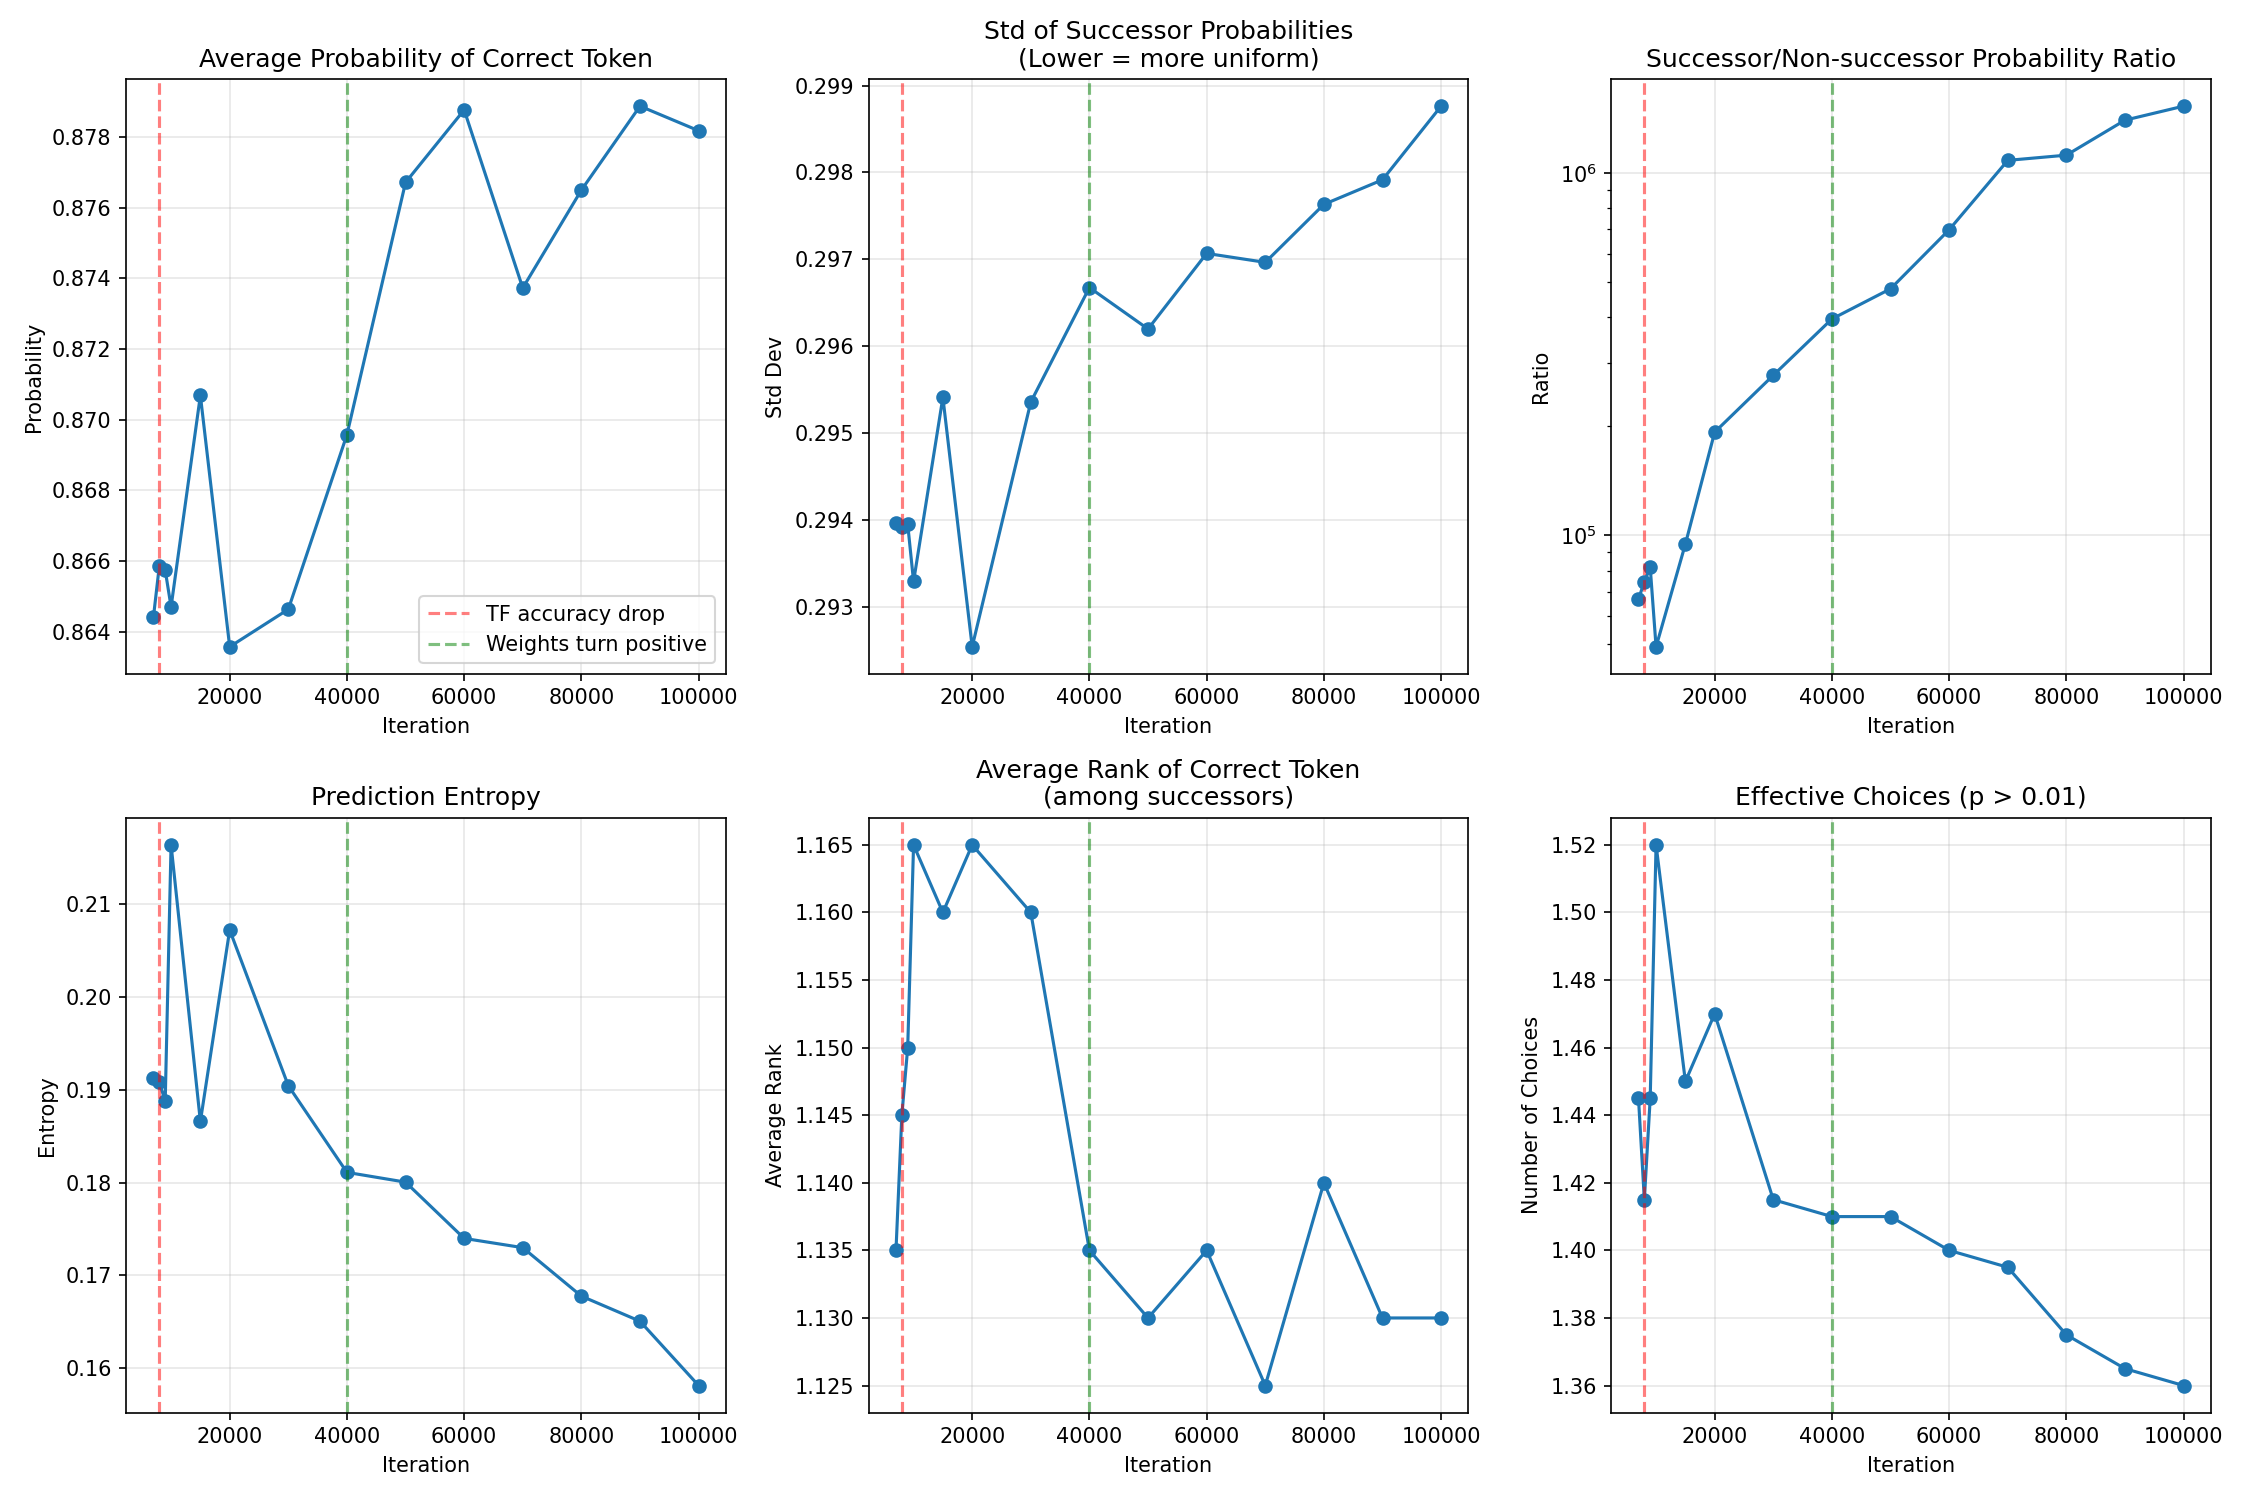 Average Probability of Correct Token
0.878
0.876
0.874
0.872
0.870
0.868
0.866
0.864
Probability
TF accuracy drop
Weights turn positive
20000 40000 60000 80000 100000
Iteration
Std of Successor Probabilities
(Lower = more uniform)
0.299
0.298
0.297
0.296
0.295
0.294
0.293
Std Dev
20000 40000 60000 80000 100000
Iteration
Successor/Non-successor Probability Ratio
10⁶
10⁵
Ratio
20000 40000 60000 80000 100000
Iteration
Prediction Entropy
0.21
0.20
0.19
0.18
0.17
0.16
Entropy
20000 40000 60000 80000 100000
Iteration
Average Rank of Correct Token
(among successors)
1.165
1.160
1.155
1.150
1.145
1.140
1.135
1.130
1.125
Average Rank
20000 40000 60000 80000 100000
Iteration
Effective Choices (p > 0.01)
1.52
1.50
1.48
1.46
1.44
1.42
1.40
1.38
1.36
Number of Choices
20000 40000 60000 80000 100000
Iteration